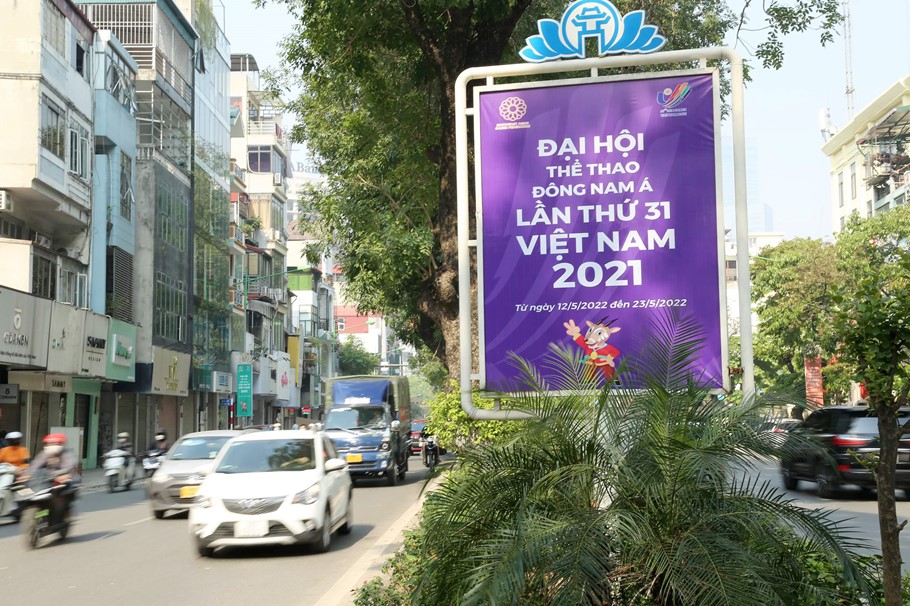 ĐẠI HỘI
THỂ THAO
ĐÔNG NAM Á
LẦN THỨ 31
VIỆT NAM
2021
Từ ngày 12/5/2022 đến 23/5/2022